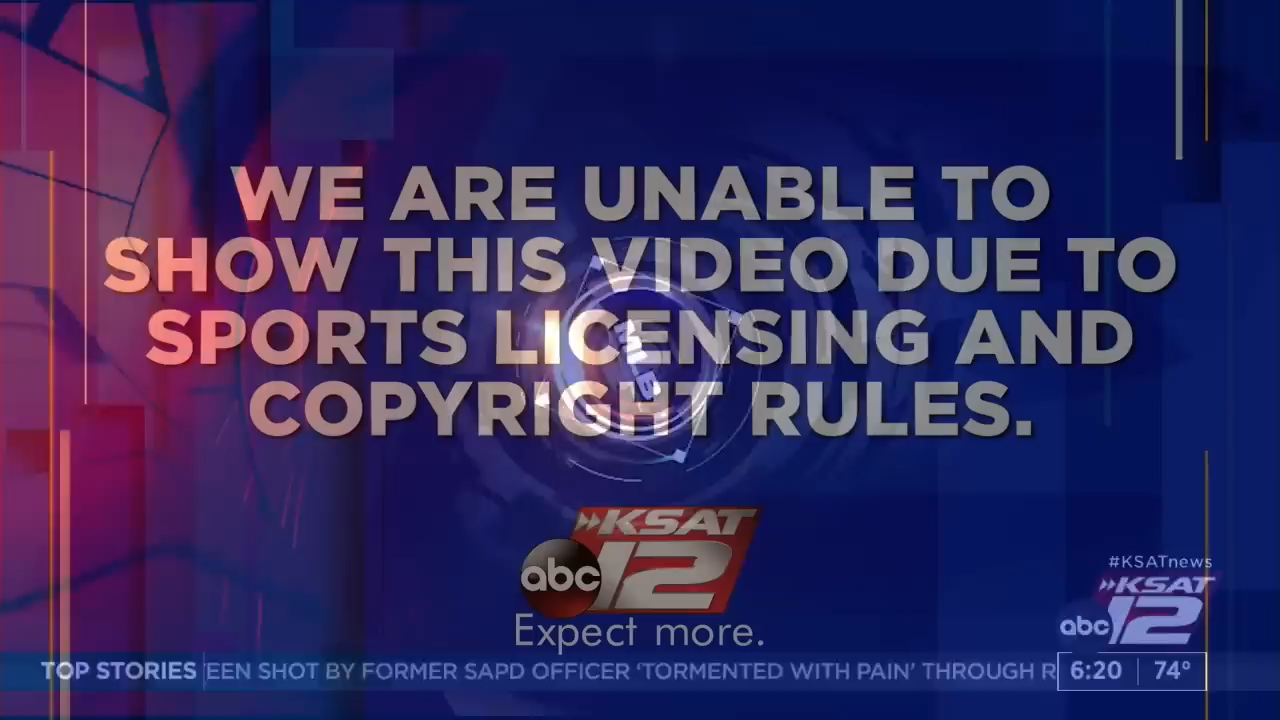 WE ARE UNABLE TO
SHOW THIS VIDEO DUE TO
SPORTS LICENSING AND
COPYRIGHT RULES.
MLB
KSAT
abc 12
Expect more.
#KSATnews
KSAT
abc 12
TOP STORIES EEN SHOT BY FORMER SAPD OFFICER ‘TORMENTED WITH PAIN’ THROUGH R 6:20 74°